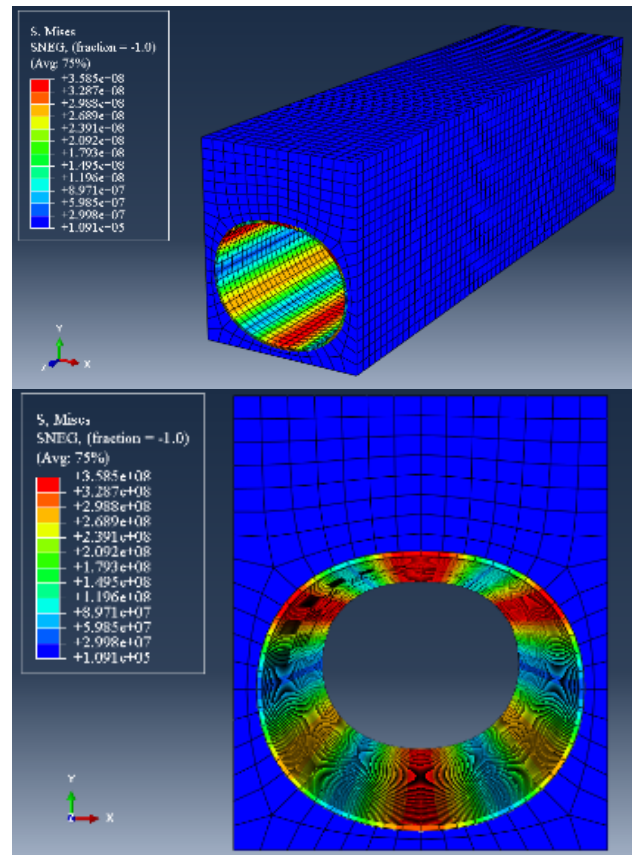 S, Mises
SNEG, (fraction = -1.0)
(Avg: 75%)
+3.585e+08
+3.287e+08
+2.988e+08
+2.689e+08
+2.391e+08
+2.092e+08
+1.793e+08
+1.495e+08
+1.196e+08
+8.971e+07
+5.985e+07
+2.998e+07
+1.091e+05
Y
Z
X
S, Mises
SNEG, (fraction = -1.0)
(Avg: 75%)
+3.585e+08
+3.287e+08
+2.988e+08
+2.689e+08
+2.391e+08
+2.092e+08
+1.793e+08
+1.495e+08
+1.196e+08
+8.971e+07
+5.985e+07
+2.998e+07
+1.091e+05
Y
Z
X